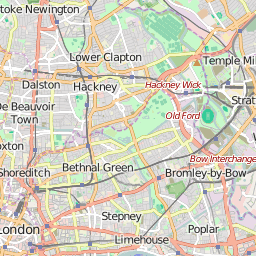 toke Newington
Lower Clapton
Temple Mi
Hackney Wick
Dalston
Hackney
Strat
De Beauvoir
Town
Old Ford
oxton
Bow Interchange
Bethnal Green
Shoreditch
Bromley-by-Bow
Stepney
London
Poplar
Limehouse